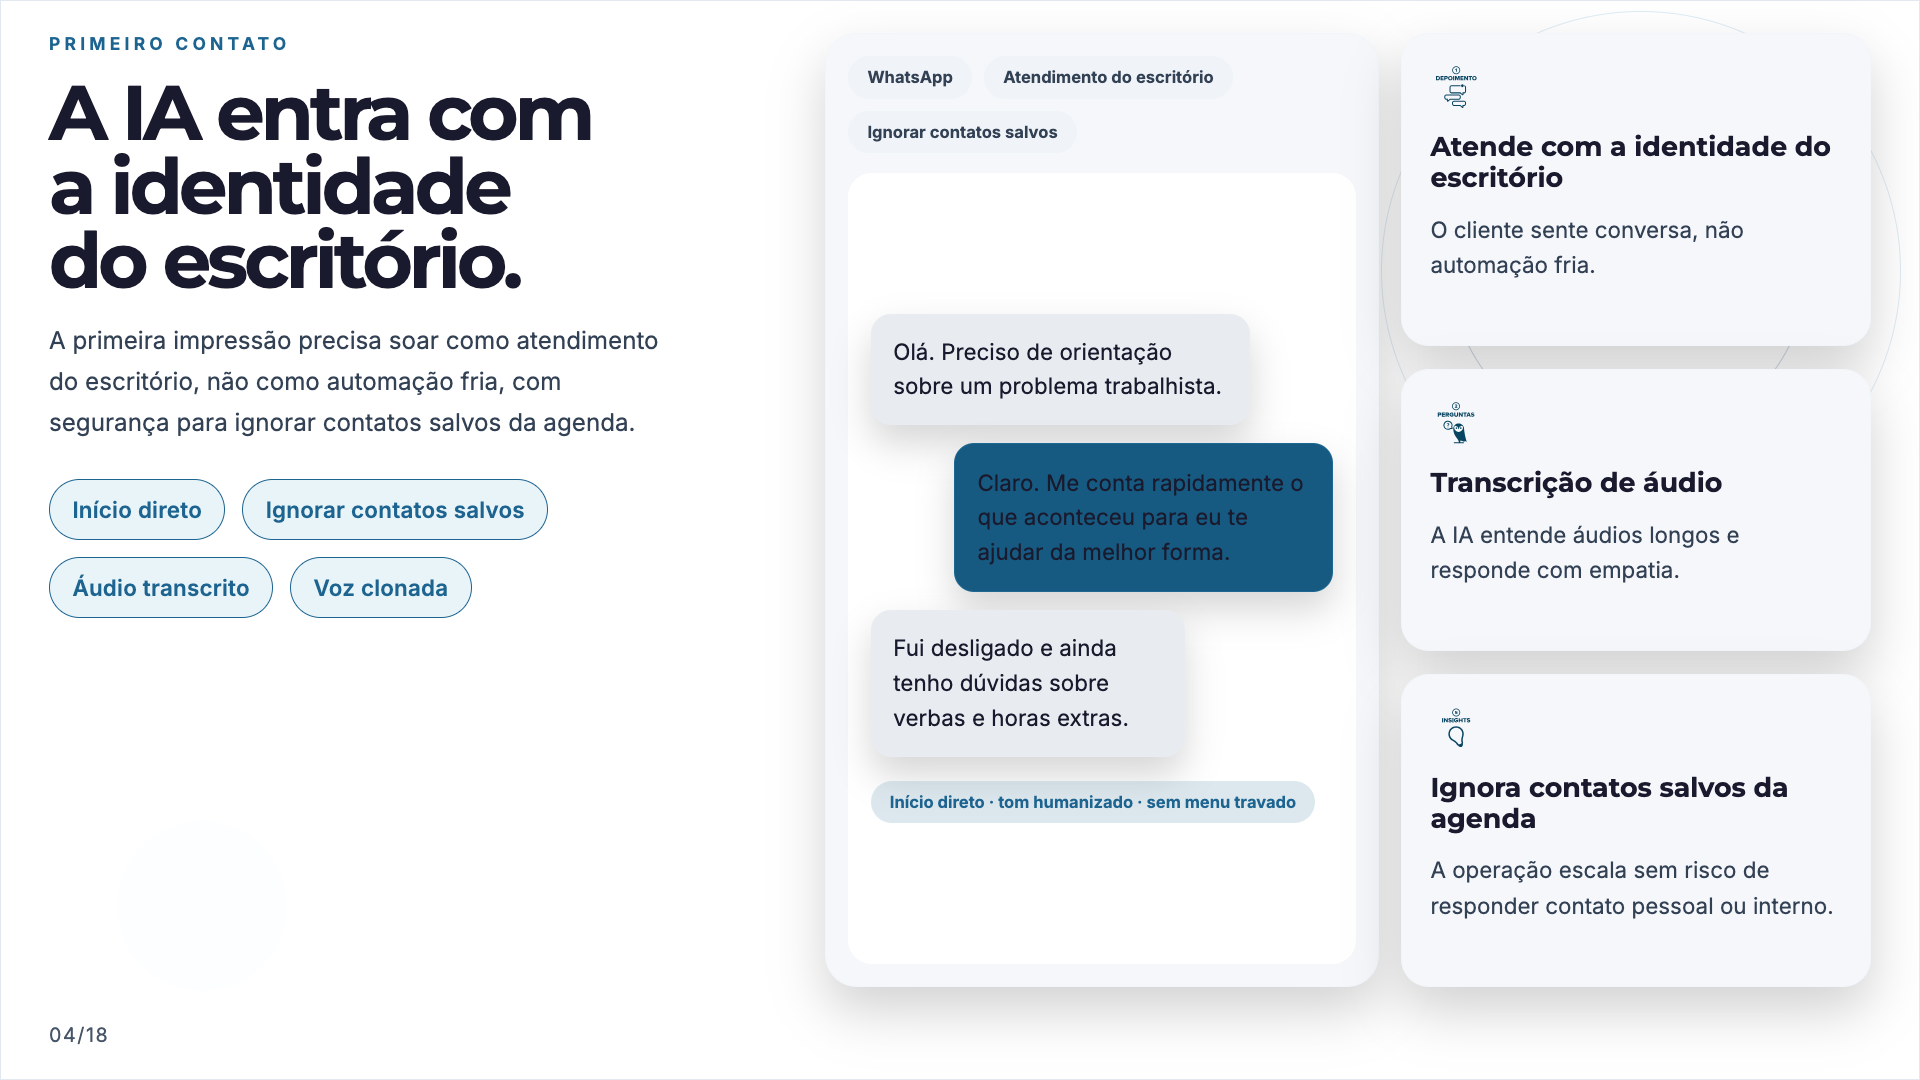 PRIMEIRO CONTATO
A IA entra com
a identidade
do escritório.
A primeira impressão precisa soar como atendimento
do escritório, não como automação fria, com
segurança para ignorar contatos salvos da agenda.
Início direto
Ignorar contatos salvos
Áudio transcrito
Voz clonada
04/18
WhatsApp
Atendimento do escritório
Ignorar contatos salvos
Olá. Preciso de orientação
sobre um problema trabalhista.
Claro. Me conta rapidamente o
que aconteceu para eu te
ajudar da melhor forma.
Fui desligado e ainda
tenho dúvidas sobre
verbas e horas extras.
Início direto · tom humanizado · sem menu travado
DEPOIMENTO
Atende com a identidade do
escritório
O cliente sente conversa, não
automação fria.
PERGUNTAS
Transcrição de áudio
A IA entende áudios longos e
responde com empatia.
INSIGHTS
Ignora contatos salvos da
agenda
A operação escala sem risco de
responder contato pessoal ou interno.